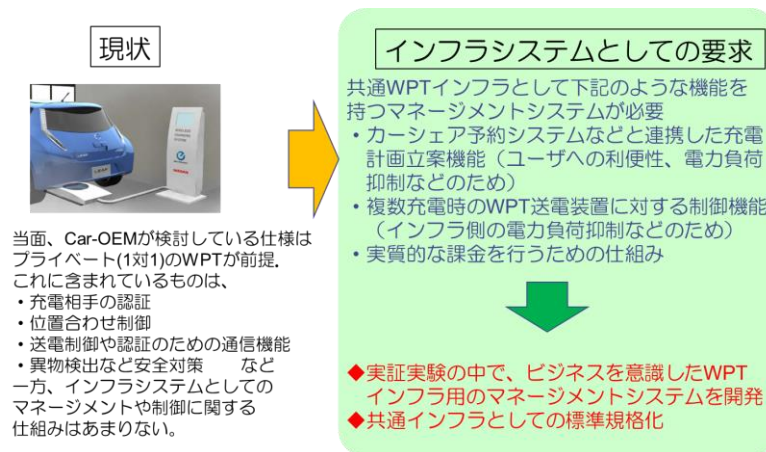 現状
当面、Car-OEMが検討している仕様は
プライベート(1対1)のWPTが前提.
これに含まれているものは、
・充電相手の認証
・位置合わせ制御
・送電制御や認証のための通信機能
・異物検出など安全対策　　など
一方、インフラシステムとしての
マネージメントや制御に関する
仕組みはあまりない。
インフラシステムとしての要求
共通WPTインフラとして下記のような機能を
持つマネージメントシステムが必要
・カーシェア予約システムなどと連携した充電
計画立案機能（ユーザへの利便性、電力負荷
抑制などのため）
・複数充電時のWPT送電装置に対する制御機能
（インフラ側の電力負荷抑制などのため）
・実質的な課金を行うための仕組み
◆実証実験の中で、ビジネスを意識したWPT
インフラ用のマネージメントシステムを開発
◆共通インフラとしての標準規格化